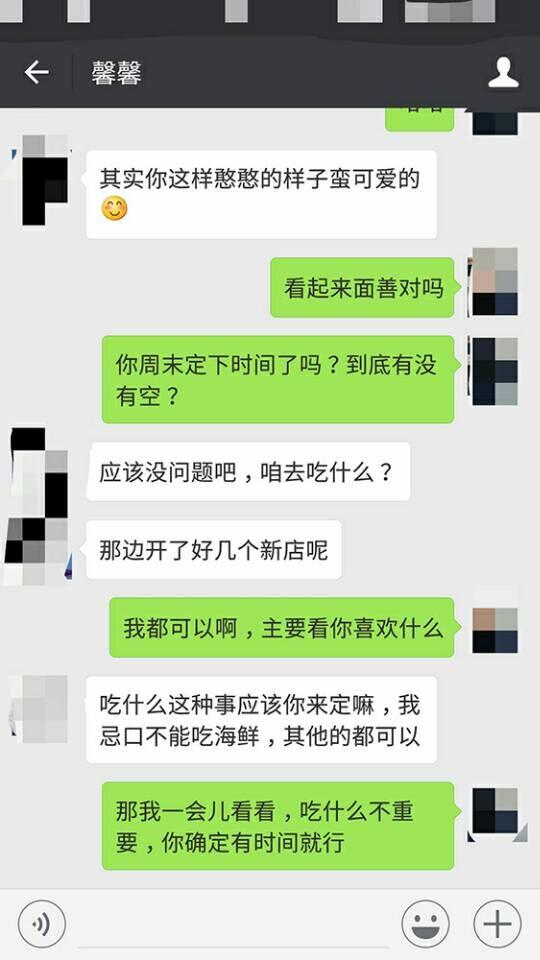 馨馨
其实你这样憨憨的样子蛮可爱的
😊
看起来面善对吗
你周末定下时间了吗？到底有没
有空？
应该没问题吧，咱去吃什么？
那边开了好几个新店呢
我都可以啊，主要看你喜欢什么
吃什么这种事应该你来定嘛，我
忌口不能吃海鲜，其他的都可以
那我一会儿看看，吃什么不重
要，你确定有时间就行